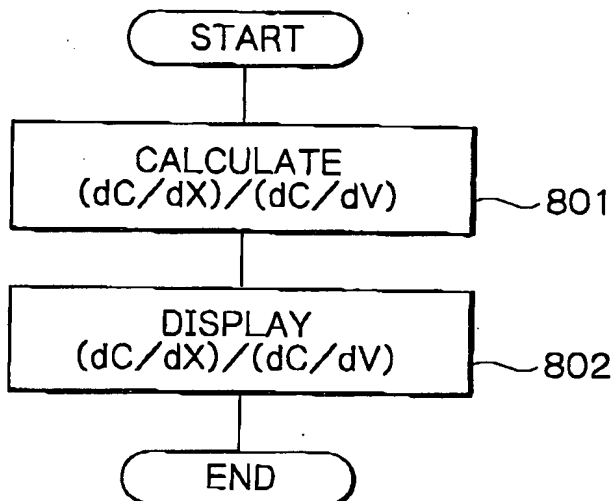 START
CALCULATE
(dC/dX)/(dC/dV)
801
DISPLAY
(dC/dX)/(dC/dV)
802
END